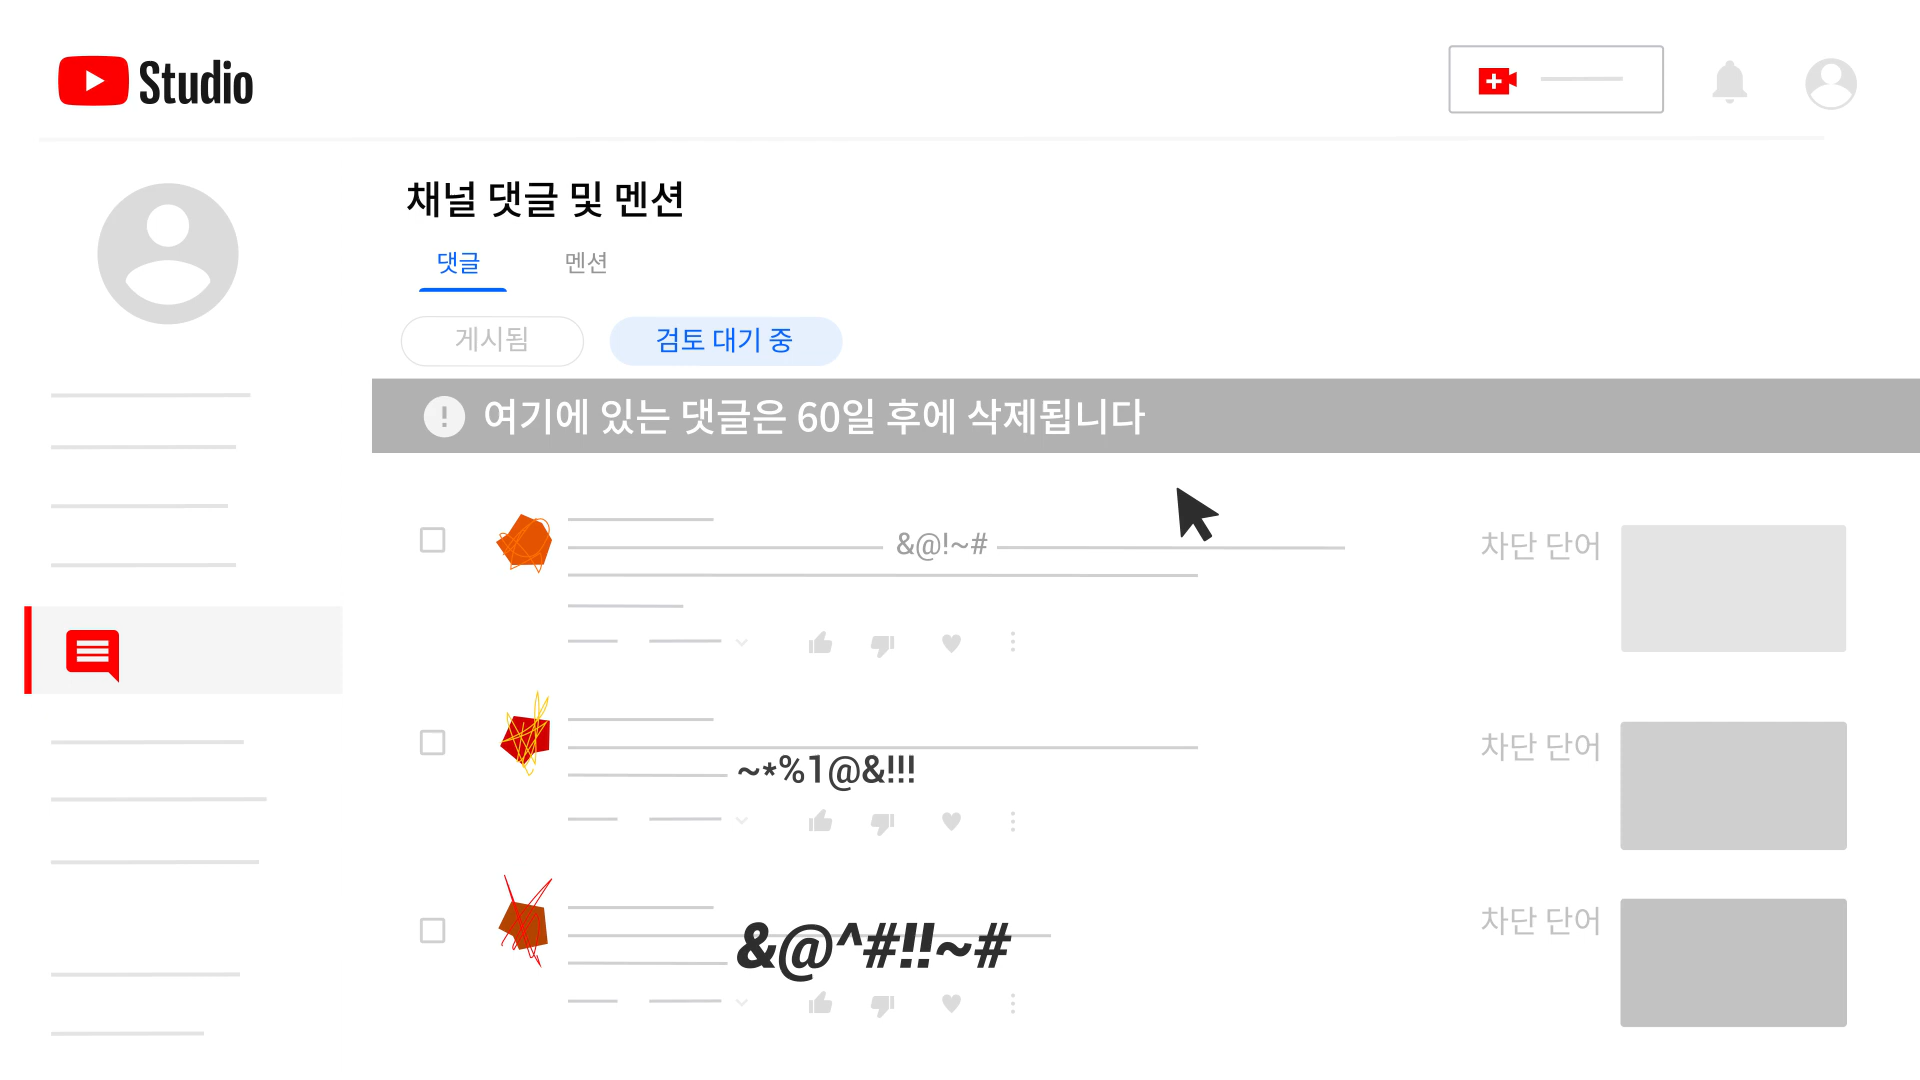 Studio
채널 댓글 및 멘션
댓글 멘션
게시됨 검토 대기 중
! 여기에 있는 댓글은 60일 후에 삭제됩니다
&@!~# 차단 단어
~*%1@&!!! 차단 단어
&@^#!!~# 차단 단어